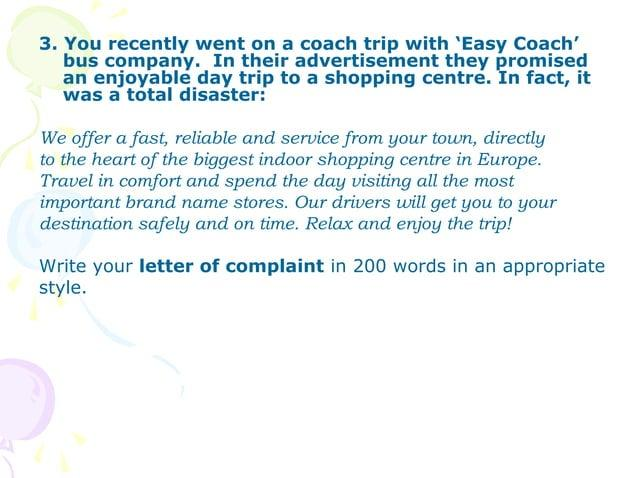 3. You recently went on a coach trip with ‘Easy Coach’
bus company.  In their advertisement they promised
an enjoyable day trip to a shopping centre. In fact, it
was a total disaster:
We offer a fast, reliable and service from your town, directly
to the heart of the biggest indoor shopping centre in Europe.
Travel in comfort and spend the day visiting all the most
important brand name stores. Our drivers will get you to your
destination safely and on time. Relax and enjoy the trip!
Write your letter of complaint in 200 words in an appropriate
style.